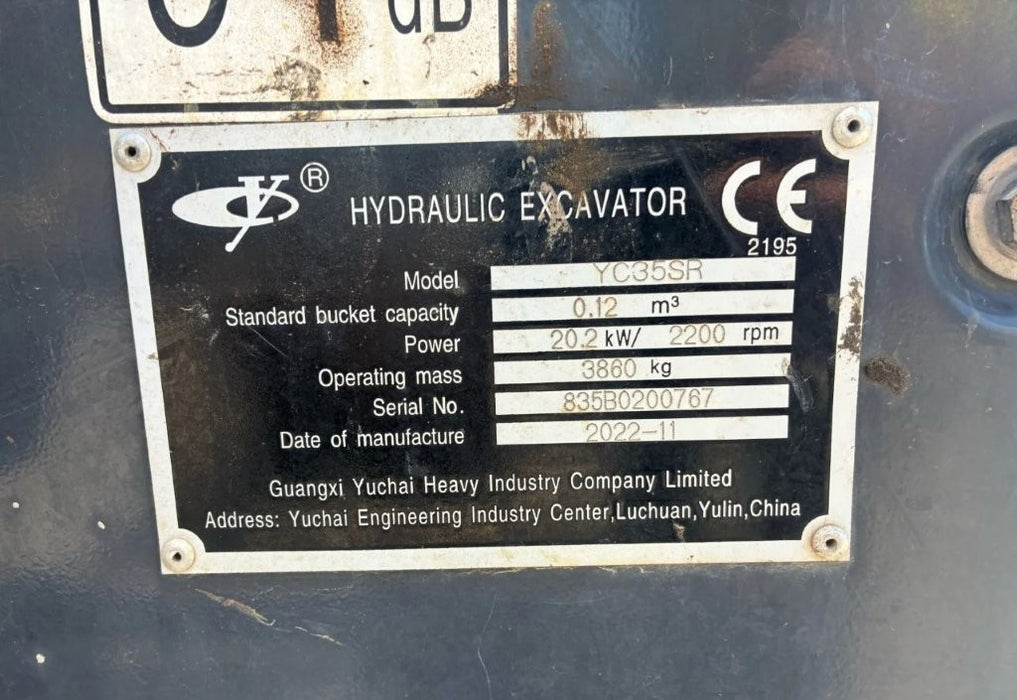 dB
CY ®
HYDRAULIC EXCAVATOR CE
2195
Model YC35SR
Standard bucket capacity 0.12 m³
Power 20.2 kW/ 2200 rpm
Operating mass 3860 kg
Serial No. 835B0200767
Date of manufacture 2022-11
Guangxi Yuchai Heavy Industry Company Limited
Address: Yuchai Engineering Industry Center,Luchuan,Yulin,China